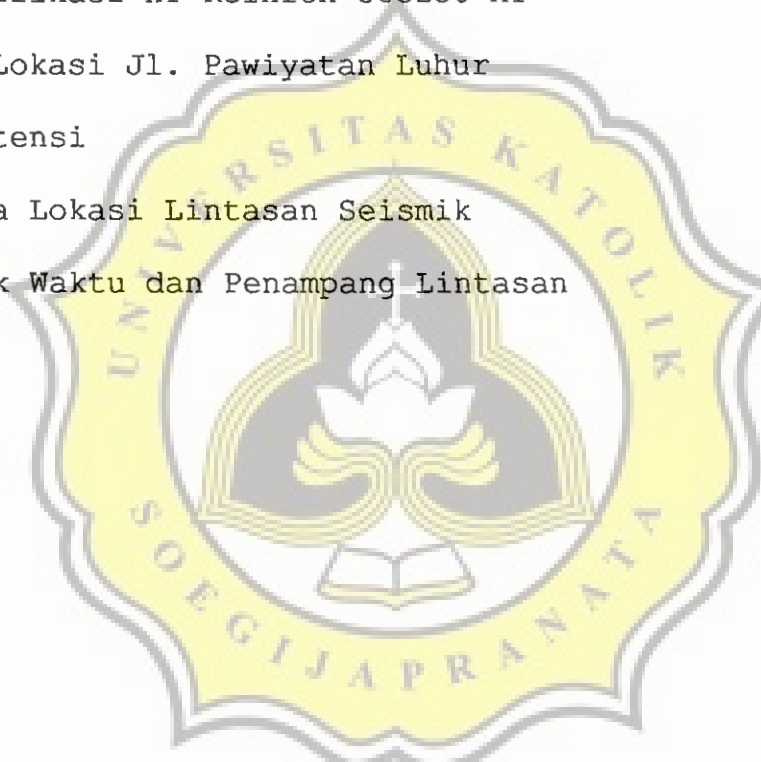 Lokasi Jl. Pawiyatan Luhur
tensi
a Lokasi Lintasan Seismik
k Waktu dan Penampang Lintasan
UNIVERSITAS KATOLIK
SOEGIJAPRANATA